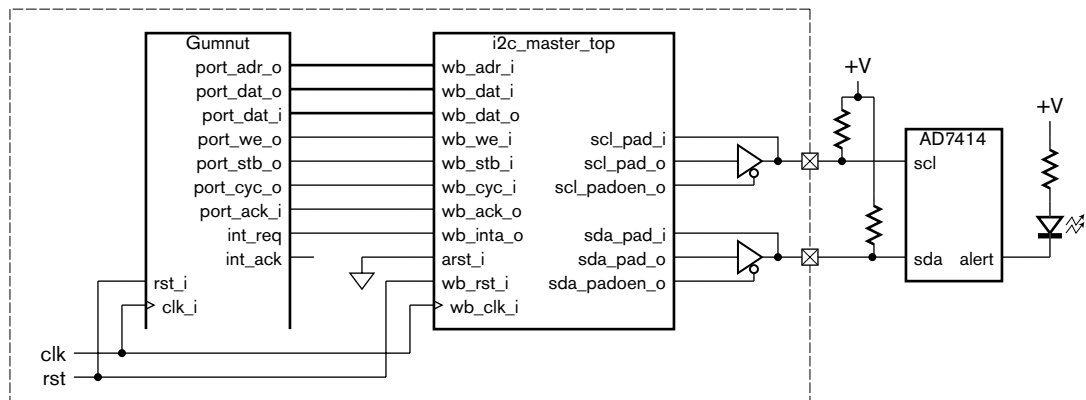 Gumnut
port_adr_o
port_dat_o
port_dat_i
port_we_o
port_stb_o
port_cyc_o
port_ack_i
int_req
int_ack
rst_i
clk_i
clk
rst
i2c_master_top
wb_adr_i
wb_dat_i
wb_dat_o
wb_we_i
wb_stb_i
wb_cyc_i
wb_ack_o
wb_inta_o
arst_i
wb_rst_i
wb_clk_i
scl_pad_i
scl_pad_o
scl_padoen_o
sda_pad_i
sda_pad_o
sda_padoen_o
+V
AD7414
scl
sda alert
+V